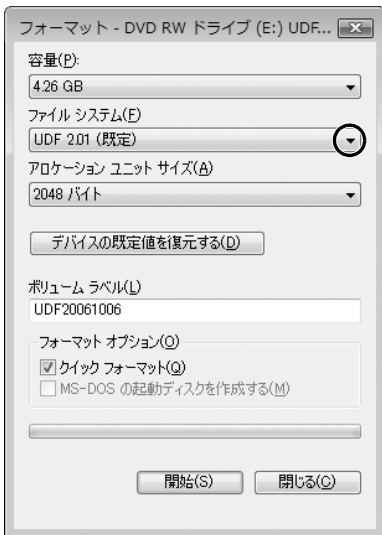 フォーマット - DVD RW ドライブ (E:) UDF...
容量(P):
4.26 GB
ファイル システム(F)
UDF 2.01 (既定)
アロケーション ユニット サイズ(A)
2048 バイト
デバイスの既定値を復元する(D)
ボリューム ラベル(L)
UDF20061006
フォーマット オプション(O)
クイック フォーマット(Q)
MS-DOS の起動ディスクを作成する(M)
開始(S)
閉じる(C)